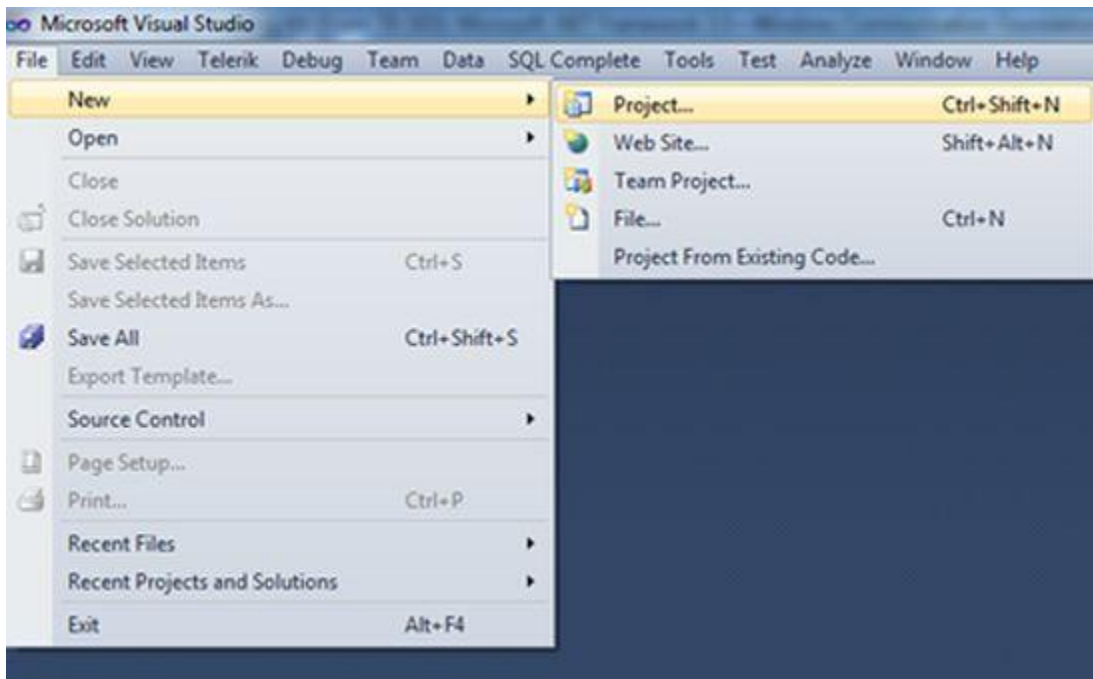 Microsoft Visual Studio
File Edit View Telerik Debug Team Data SQL Complete Tools Test Analyze Window Help
New
Open
Close
Close Solution
Save Selected Items Ctrl+S
Save Selected Items As...
Save All Ctrl+Shift+S
Export Template...
Source Control
Page Setup...
Print... Ctrl+P
Recent Files
Recent Projects and Solutions
Exit Alt+F4
Project... Ctrl+Shift+N
Web Site... Shift+Alt+N
Team Project...
File... Ctrl+N
Project From Existing Code...